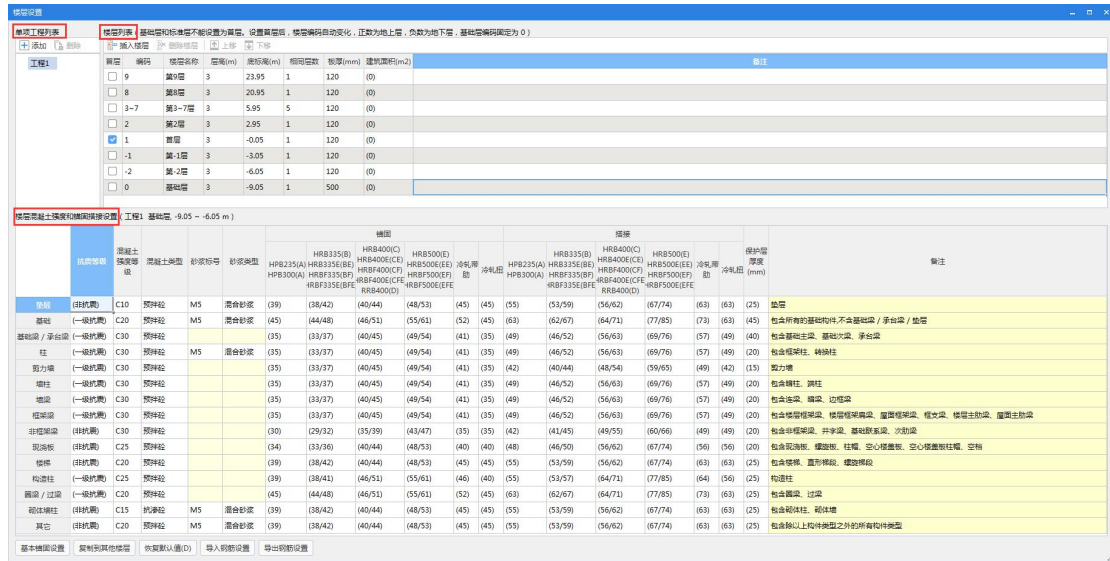 楼层设置
单项工程列表
楼层列表 ( 基础层和标准层不能设置为首层。设置首层后，楼层编码自动变化，正数为地上层，负数为地下层，基础层编码固定为 0 )
添加 删除 插入楼层 删除楼层 上移 下移
工程1
首层 编码 楼层名称 层高(m) 底标高(m) 相同层数 板厚(mm) 建筑面积(m2) 备注
9 第9层 3 23.95 1 120 (0)
8 第8层 3 20.95 1 120 (0)
3~7 第3~7层 3 5.95 5 120 (0)
2 第2层 3 2.95 1 120 (0)
1 首层 3 -0.05 1 120 (0)
-1 第-1层 3 -3.05 1 120 (0)
-2 第-2层 3 -6.05 1 120 (0)
0 基础层 3 -9.05 1 500 (0)
楼层混凝土强度和锚固搭接设置 ( 工程1 基础层, -9.05 ~ -6.05 m )
锚固 搭接
抗震等级 混凝土强度等级 混凝土类型 砂浆标号 砂浆类型 HPB235(A) HPB300(A) HRB335(B) HRB335E(BE) HRBF335(BF) HRBF335E(BFE HRB400(C) HRB400E(CE) HRBF400(CF) HRBF400E(CFE RRB400(D) HRB500(E) HRB500E(EE) HRBF500(EF) HRBF500E(EFE 冷轧带肋 冷轧扭 HPB235(A) HPB300(A) HRB335(B) HRB335E(BE) HRBF335(BF) HRBF335E(BFE HRB400(C) HRB400E(CE) HRBF400(CF) HRBF400E(CFE RRB400(D) HRB500(E) HRB500E(EE) HRBF500(EF) HRBF500E(EFE 冷轧带肋 冷轧扭 保护层厚度(mm) 备注
垫层 (非抗震) C10 预拌砼 M5 混合砂浆 (39) (38/42) (40/44) (48/53) (45) (45) (55) (53/59) (56/62) (67/74) (63) (63) (25) 垫层
基础 (一级抗震) C20 预拌砼 M5 混合砂浆 (45) (44/48) (46/51) (55/61) (52) (45) (63) (62/67) (64/71) (77/85) (73) (63) (45) 包含所有的基础构件,不含基础梁 / 承台梁 / 垫层
基础梁 / 承台梁 (一级抗震) C30 预拌砼 (35) (33/37) (40/45) (49/54) (41) (35) (49) (46/52) (56/63) (69/76) (57) (49) (40) 包含基础主梁、基础次梁、承台梁
柱 (一级抗震) C30 预拌砼 M5 混合砂浆 (35) (33/37) (40/45) (49/54) (41) (35) (49) (46/52) (56/63) (69/76) (57) (49) (20) 包含框架柱、转换柱
剪力墙 (一级抗震) C30 预拌砼 (35) (33/37) (40/45) (49/54) (41) (35) (42) (40/44) (48/54) (59/65) (49) (42) (15) 剪力墙
墙柱 (一级抗震) C30 预拌砼 (35) (33/37) (40/45) (49/54) (41) (35) (49) (46/52) (56/63) (69/76) (57) (49) (20) 包含暗柱、端柱
墙梁 (一级抗震) C30 预拌砼 (35) (33/37) (40/45) (49/54) (41) (35) (49) (46/52) (56/63) (69/76) (57) (49) (20) 包含连梁、暗梁、边框梁
框架梁 (一级抗震) C30 预拌砼 (35) (33/37) (40/45) (49/54) (41) (35) (49) (46/52) (56/63) (69/76) (57) (49) (20) 包含楼层框架梁、楼层框架扁梁、屋面框架梁、框支梁、楼层主肋梁、屋面主肋梁
非框架梁 (非抗震) C30 预拌砼 (30) (29/32) (35/39) (43/47) (35) (35) (42) (41/45) (49/55) (60/66) (49) (49) (20) 包含非框架梁、井字梁、基础联系梁、次肋梁
现浇板 (非抗震) C25 预拌砼 (34) (33/36) (40/44) (48/53) (40) (40) (48) (46/50) (56/62) (67/74) (56) (56) (20) 包含现浇板、螺旋板、柱帽、空心楼盖板、空心楼盖板柱帽、空档
楼梯 (非抗震) C20 预拌砼 (39) (38/42) (40/44) (48/53) (45) (45) (55) (53/59) (56/62) (67/74) (63) (63) (25) 包含楼梯、直形梯段、螺旋梯段
构造柱 (一级抗震) C25 预拌砼 (39) (38/41) (46/51) (55/61) (46) (40) (55) (53/57) (64/71) (77/85) (64) (56) (25) 构造柱
圈梁 / 过梁 (一级抗震) C20 预拌砼 (45) (44/48) (46/51) (55/61) (52) (45) (63) (62/67) (64/71) (77/85) (73) (63) (25) 包含圈梁、过梁
砌体墙柱 (非抗震) C15 抗渗砼 M5 混合砂浆 (39) (38/42) (40/44) (48/53) (45) (45) (55) (53/59) (56/62) (67/74) (63) (63) (25) 包含砌体柱、砌体墙
其它 (非抗震) C20 预拌砼 M5 混合砂浆 (39) (38/42) (40/44) (48/53) (45) (45) (55) (53/59) (56/62) (67/74) (63) (63) (25) 包含除以上构件类型之外的所有构件类型
基本锚固设置 复制到其他楼层 恢复默认值(D) 导入钢筋设置 导出钢筋设置